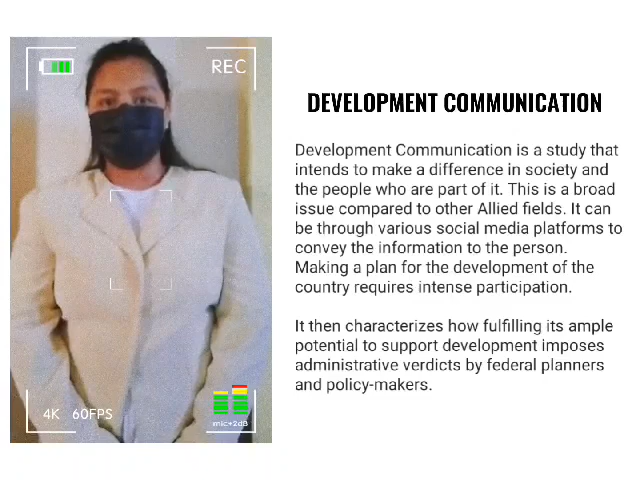 REC
4K 60FPS
mic+2dB
DEVELOPMENT COMMUNICATION
Development Communication is a study that
intends to make a difference in society and
the people who are part of it. This is a broad
issue compared to other Allied fields. It can
be through various social media platforms to
convey the information to the person.
Making a plan for the development of the
country requires intense participation.
It then characterizes how fulfilling its ample
potential to support development imposes
administrative verdicts by federal planners
and policy-makers.